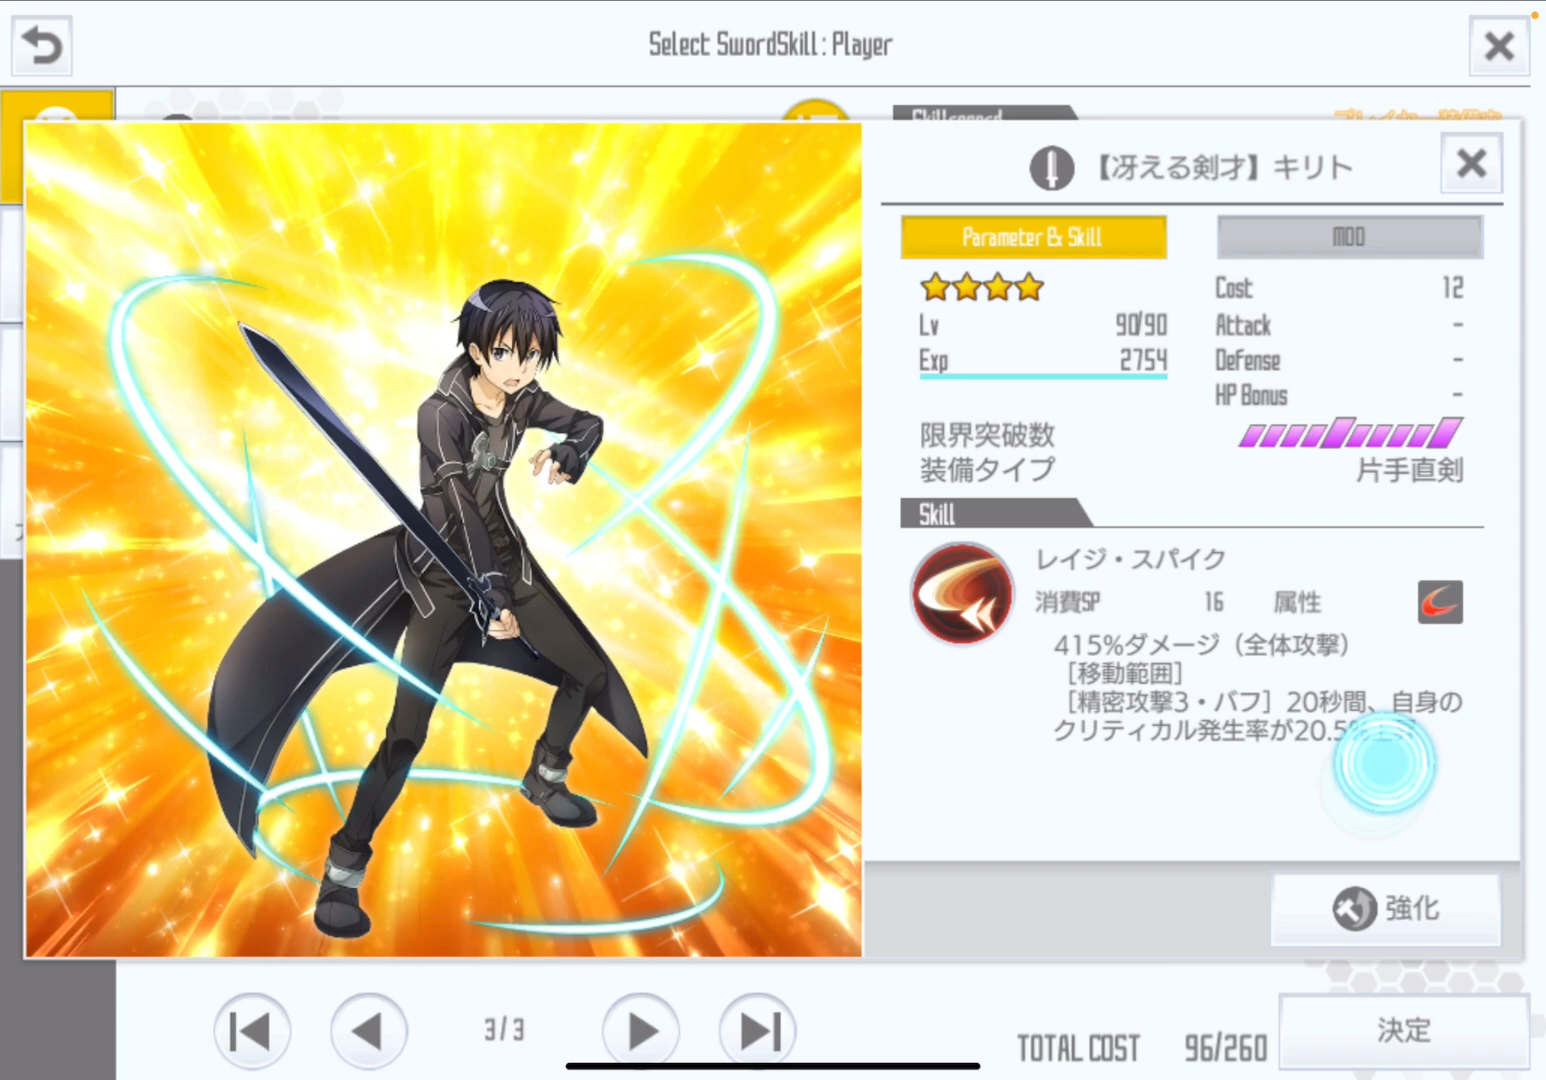 Select SwordSkill : Player
【冴える剣才】キリト
Parameter & Skill
MOD
Lv 90/90
Exp 2754
Cost 12
Attack -
Defense -
HP Bonus -
限界突破数
装備タイプ 片手直剣
Skill
レイジ・スパイク
消費SP 16 属性
415%ダメージ（全体攻撃）
［移動範囲］
［精密攻撃3・バフ］20秒間、自身の
クリティカル発生率が20.5
強化
3/3
TOTAL COST 96/260
決定